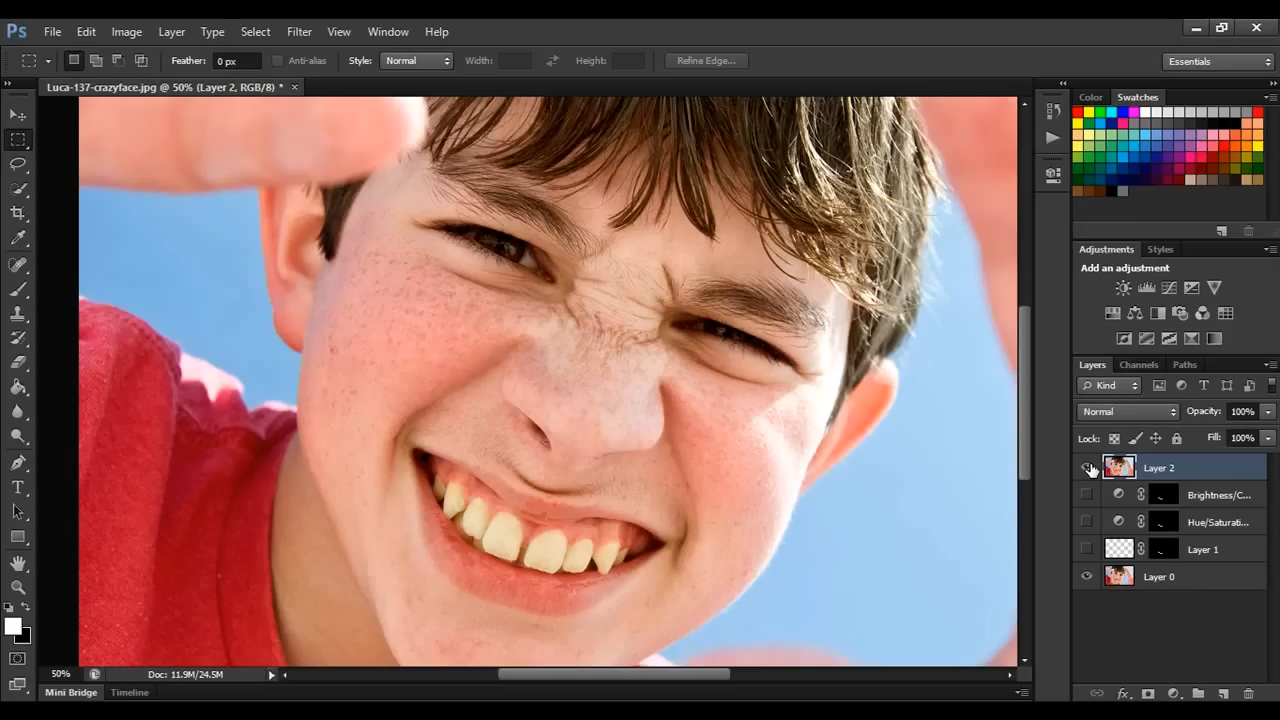 Ps File Edit Image Layer Type Select Filter View Window Help
Feather: 0 px Anti-alias Style: Normal Width: Height: Refine Edge... Essentials
Luca-137-crazyface.jpg @ 50% (Layer 2, RGB/8) * ×
Color Swatches
Adjustments Styles
Add an adjustment
Layers Channels Paths
Kind
Normal Opacity: 100%
Lock: Fill: 100%
Layer 2
Brightness/C...
Hue/Saturati...
Layer 1
Layer 0
50% Doc: 11.9M/24.5M
Mini Bridge Timeline